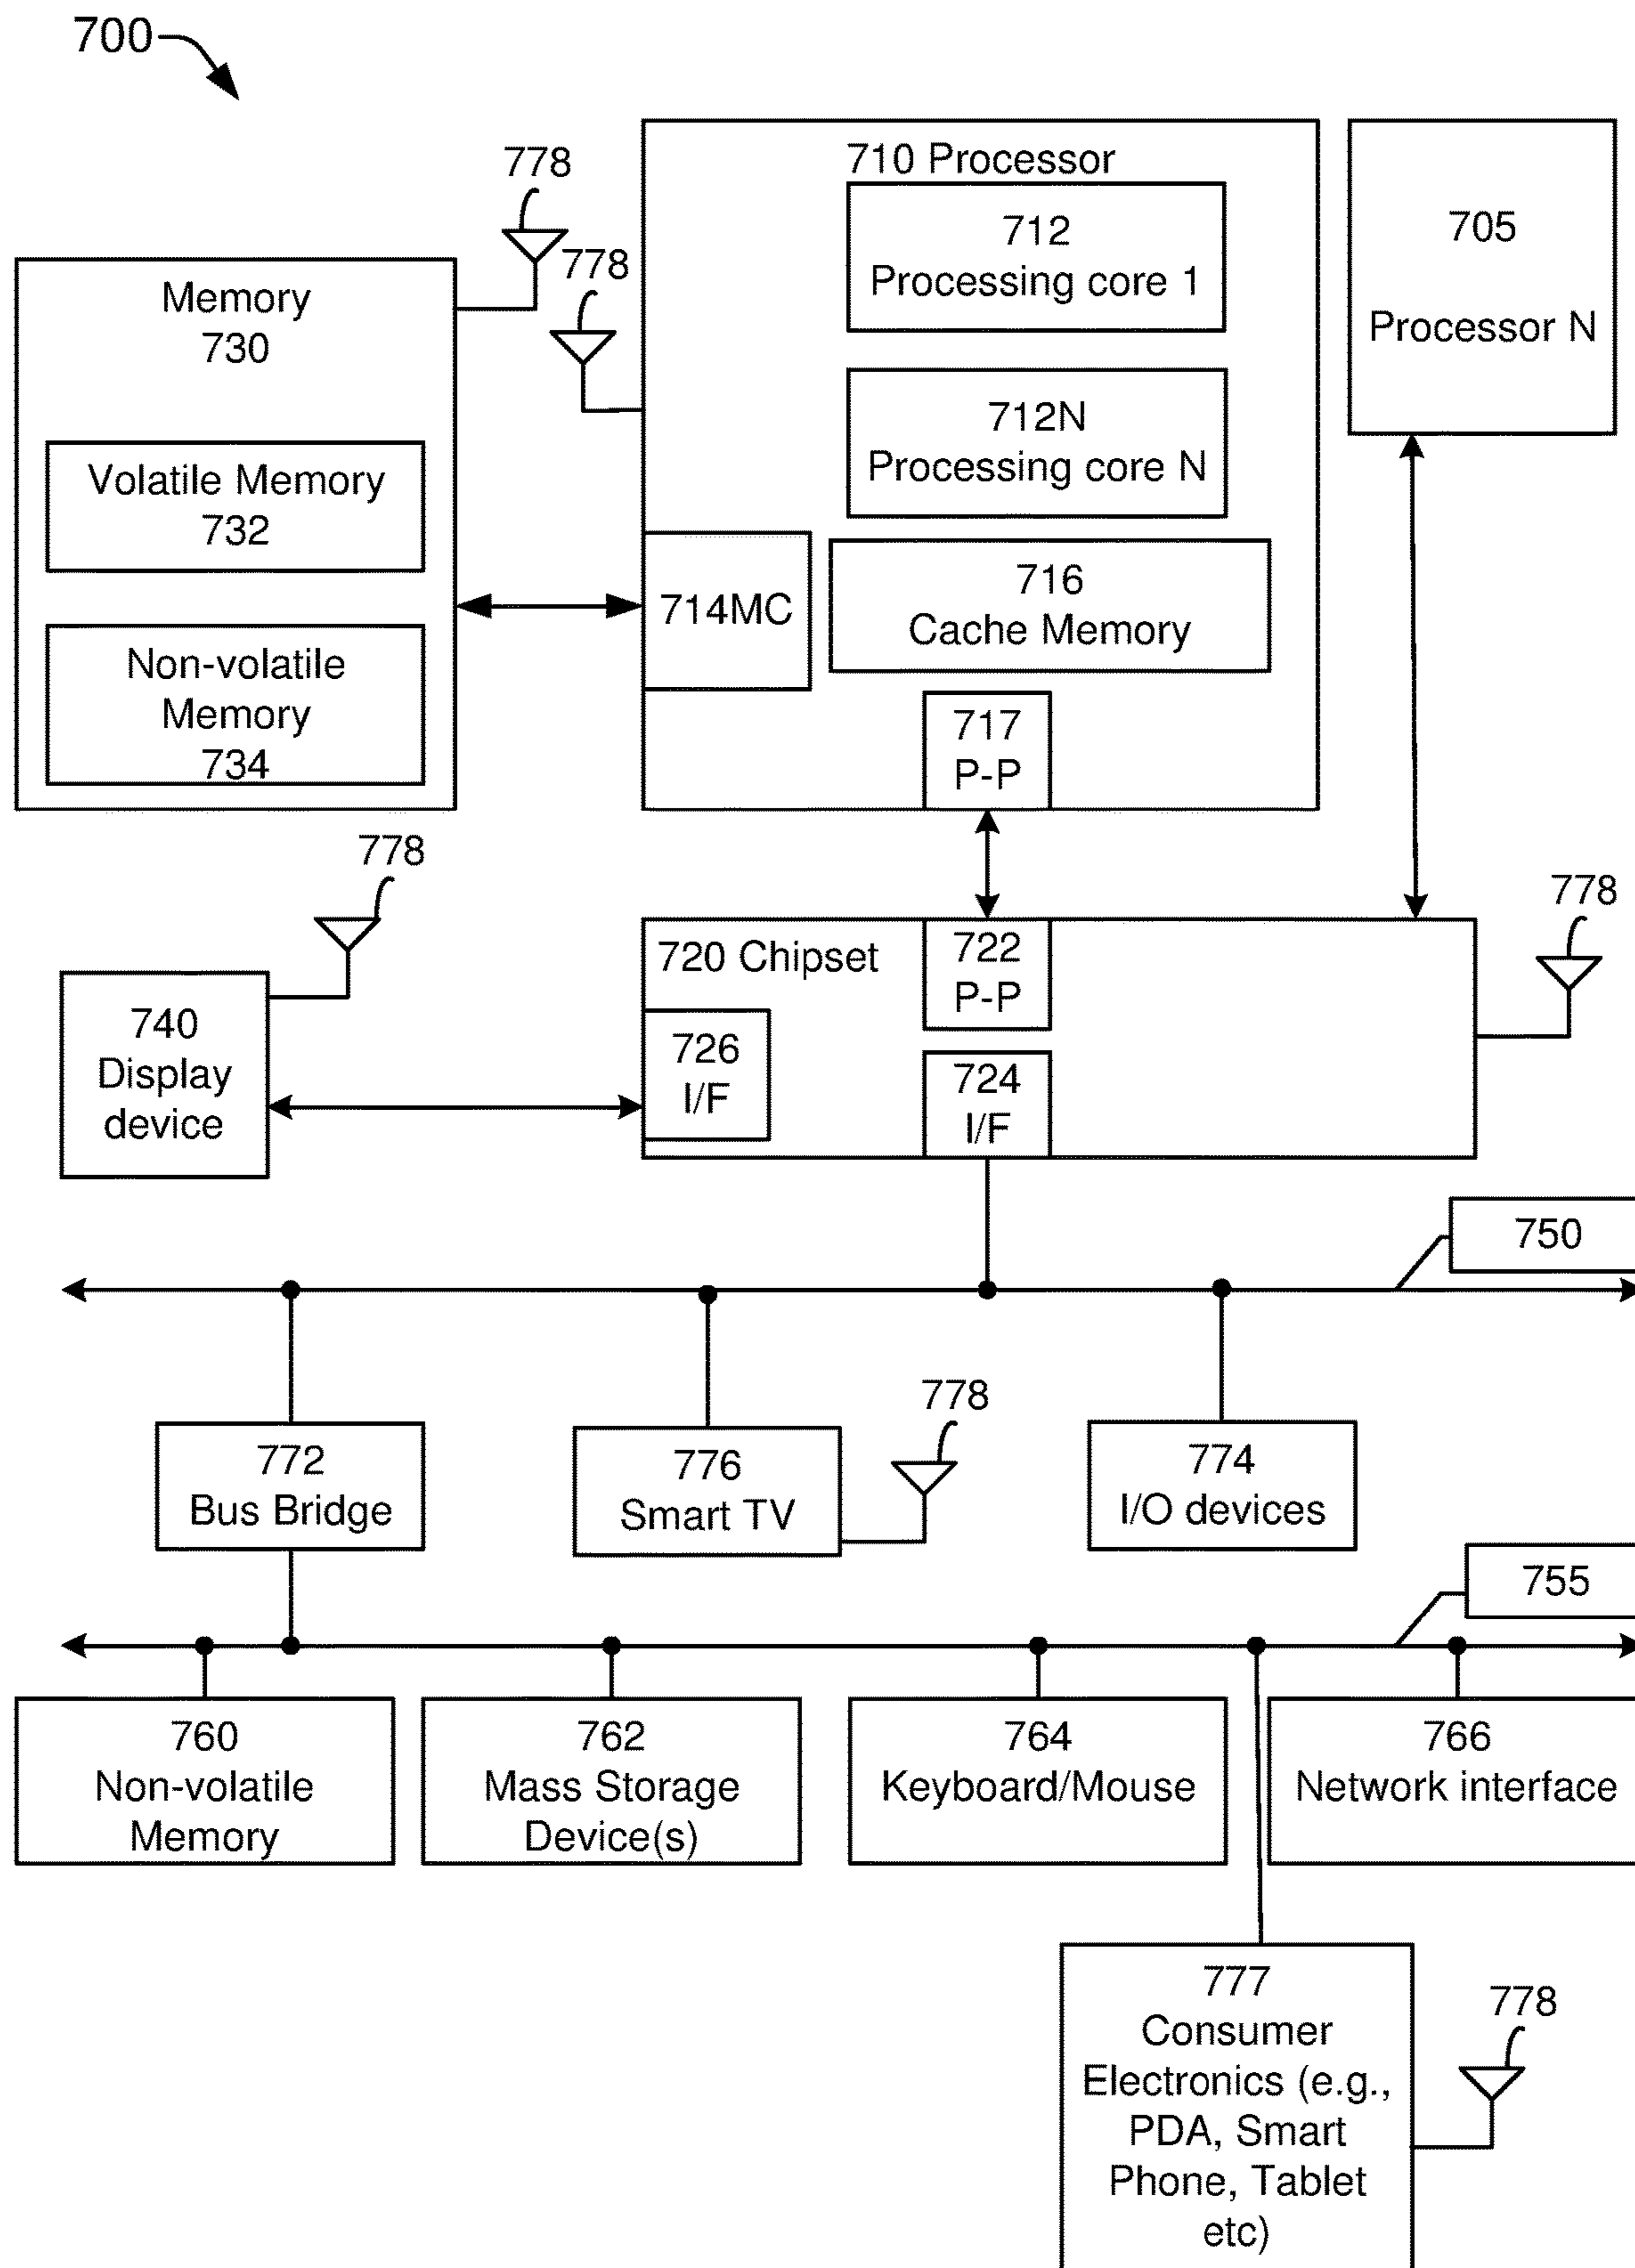 700
778
710 Processor
712
Processing core 1
705
Processor N
778
Memory
730
712N
Processing core N
Volatile Memory
732
714MC
716
Cache Memory
Non-volatile
Memory
734
717
P-P
778
778
720 Chipset
722
P-P
740
Display
device
726
I/F
724
I/F
750
778
772
Bus Bridge
776
Smart TV
774
I/O devices
755
760
Non-volatile
Memory
762
Mass Storage
Device(s)
764
Keyboard/Mouse
766
Network interface
777
Consumer
Electronics (e.g.,
PDA, Smart
Phone, Tablet
etc)
778